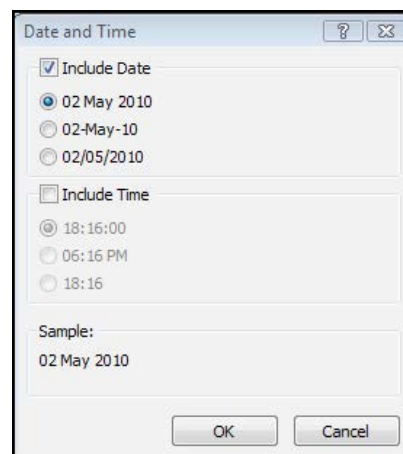 Date and Time
Include Date
02 May 2010
02-May-10
02/05/2010
Include Time
18:16:00
06:16 PM
18:16
Sample:
02 May 2010
OK Cancel